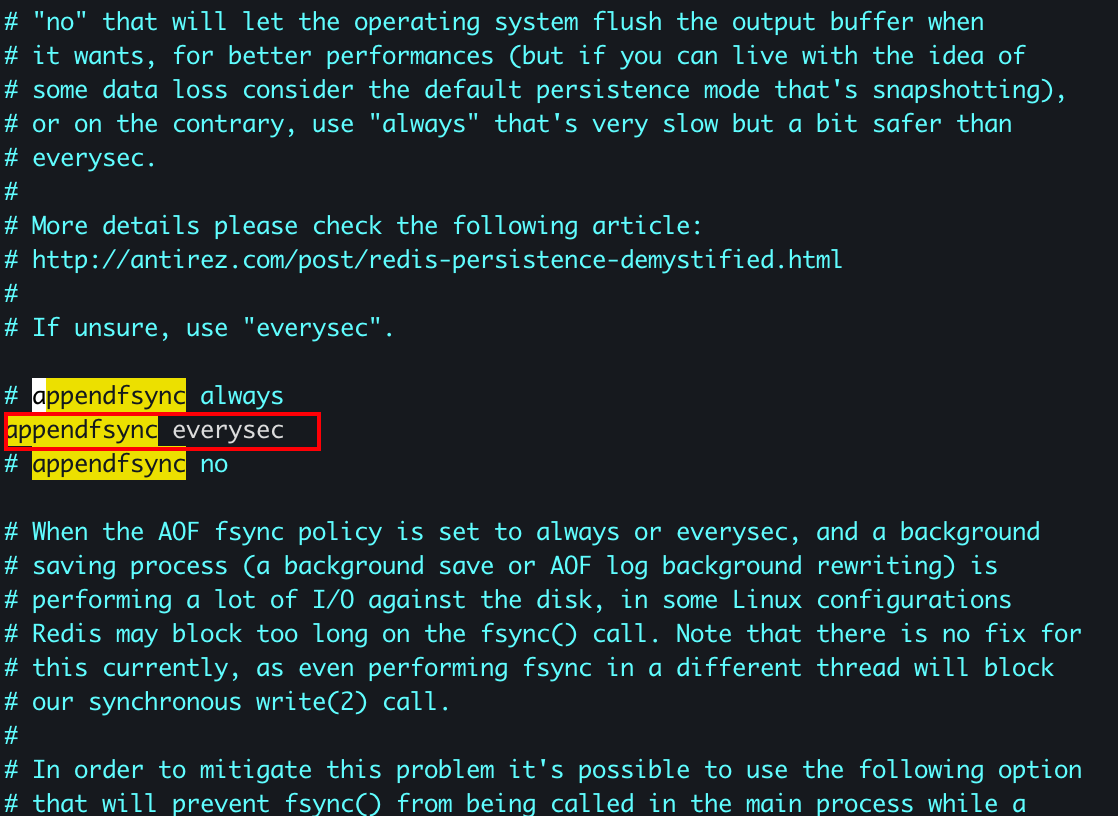 # "no" that will let the operating system flush the output buffer when
# it wants, for better performances (but if you can live with the idea of
# some data loss consider the default persistence mode that's snapshotting),
# or on the contrary, use "always" that's very slow but a bit safer than
# everysec.
#
# More details please check the following article:
# http://antirez.com/post/redis-persistence-demystified.html
#
# If unsure, use "everysec".
# appendfsync always
appendfsync everysec
# appendfsync no
# When the AOF fsync policy is set to always or everysec, and a background
# saving process (a background save or AOF log background rewriting) is
# performing a lot of I/O against the disk, in some Linux configurations
# Redis may block too long on the fsync() call. Note that there is no fix for
# this currently, as even performing fsync in a different thread will block
# our synchronous write(2) call.
#
# In order to mitigate this problem it's possible to use the following option
# that will prevent fsync() from being called in the main process while a